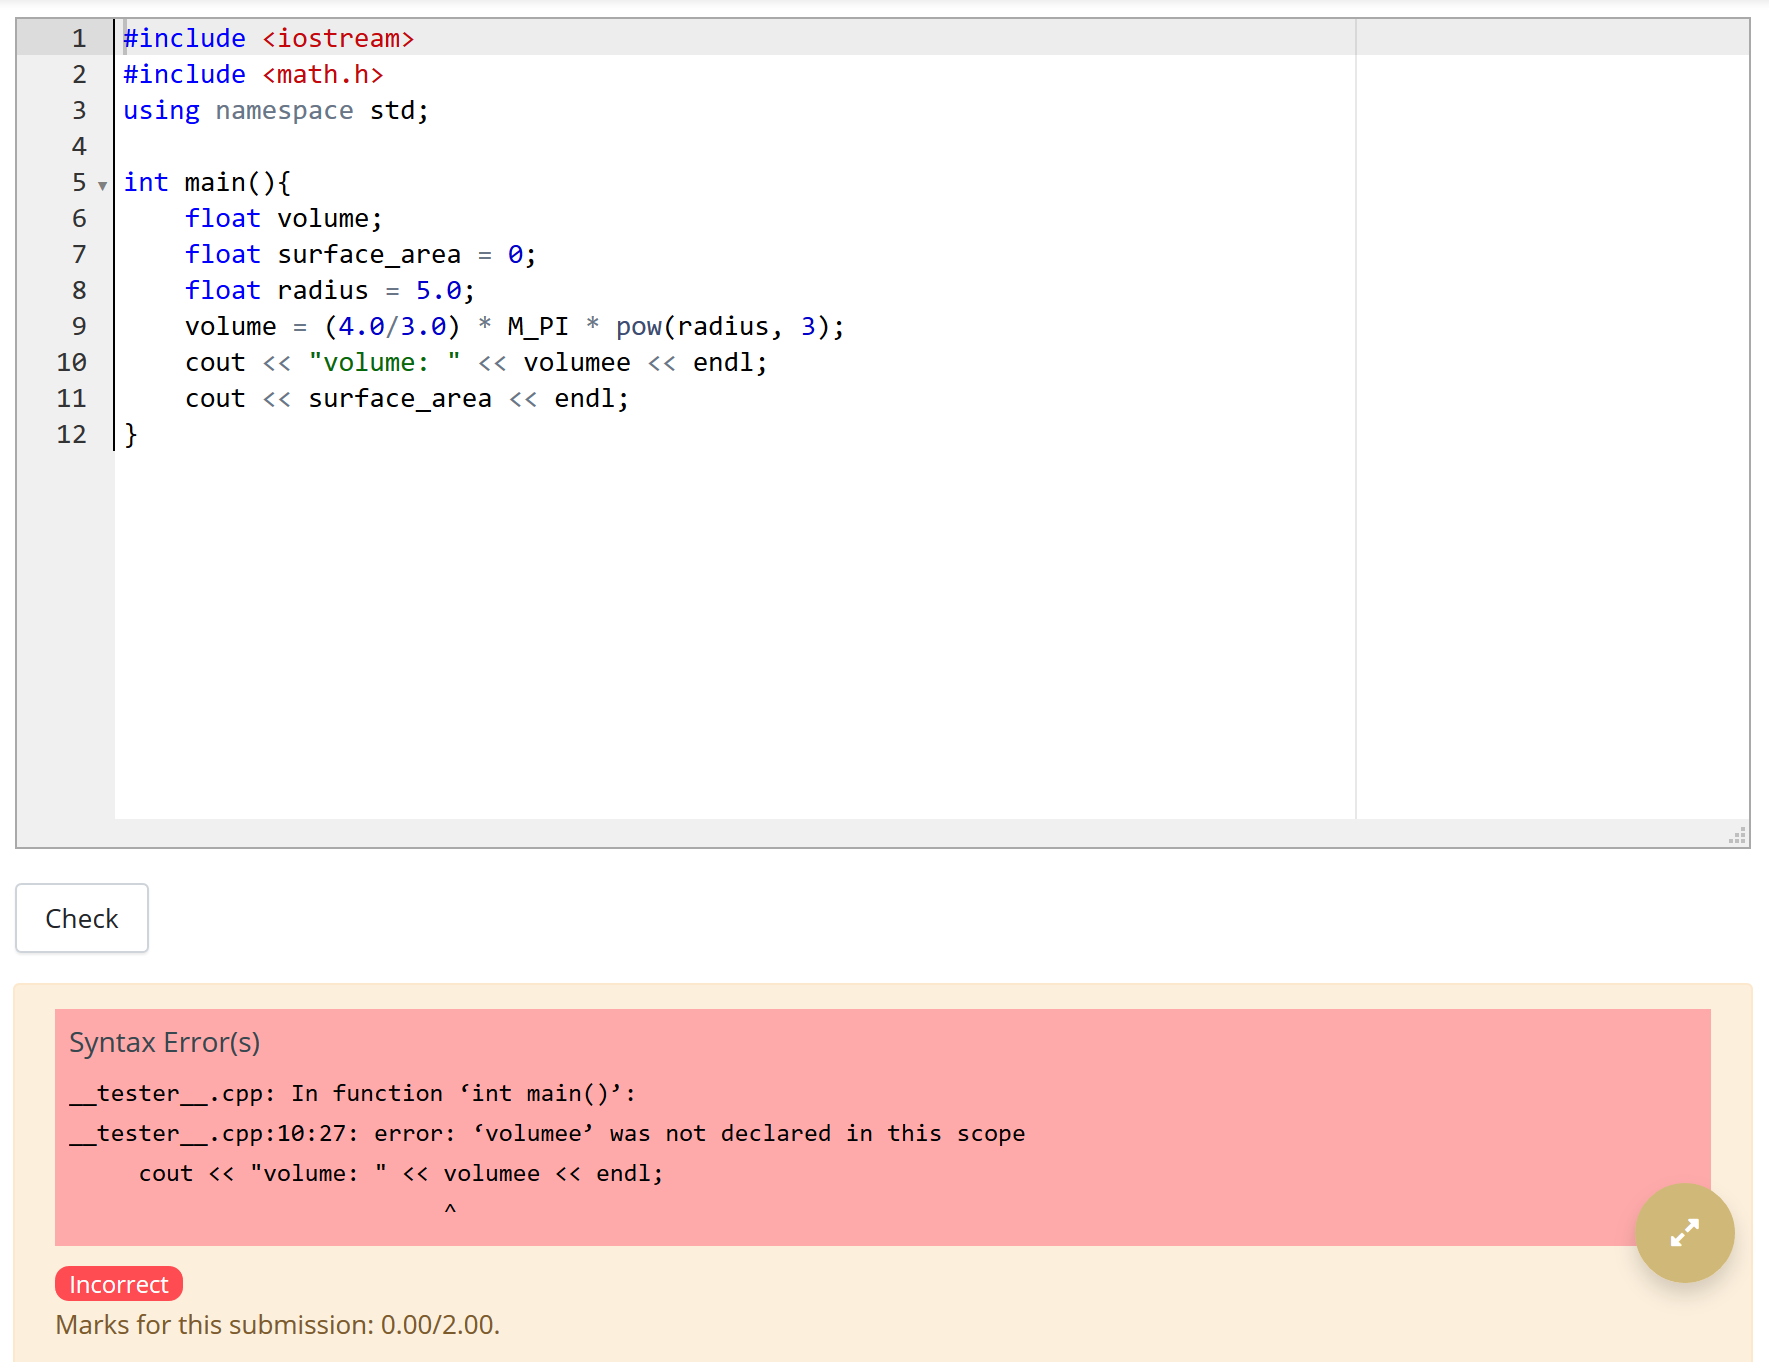 1 #include <iostream>
2 #include <math.h>
3 using namespace std;
4
5 int main(){
6     float volume;
7     float surface_area = 0;
8     float radius = 5.0;
9     volume = (4.0/3.0) * M_PI * pow(radius, 3);
10     cout << "volume: " << volumee << endl;
11     cout << surface_area << endl;
12 }
Check
Syntax Error(s)
__tester__.cpp: In function ‘int main()’:
__tester__.cpp:10:27: error: ‘volumee’ was not declared in this scope
     cout << "volume: " << volumee << endl;
                           ^
Incorrect
Marks for this submission: 0.00/2.00.